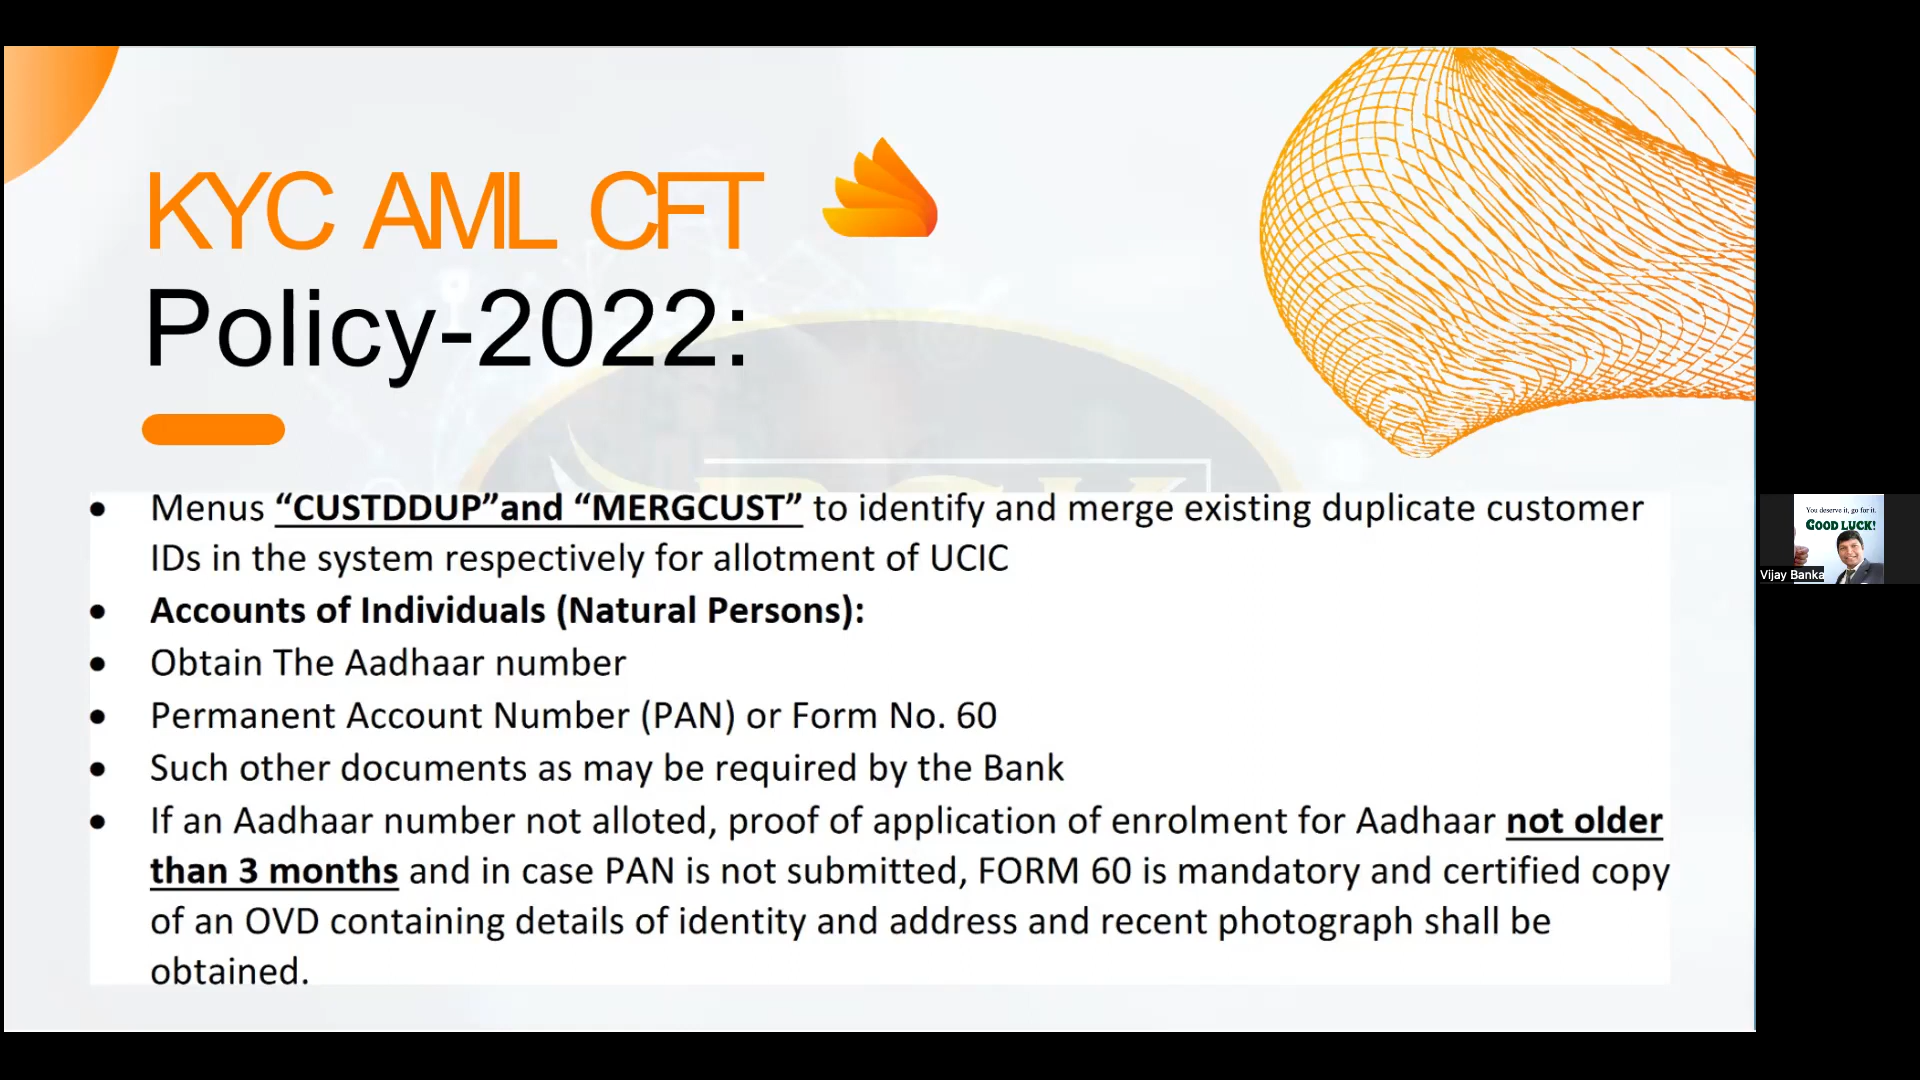 KYC AML CFT
Policy-2022:
• Menus “CUSTDDUP”and “MERGCUST” to identify and merge existing duplicate customer
IDs in the system respectively for allotment of UCIC
• Accounts of Individuals (Natural Persons):
• Obtain The Aadhaar number
• Permanent Account Number (PAN) or Form No. 60
• Such other documents as may be required by the Bank
• If an Aadhaar number not alloted, proof of application of enrolment for Aadhaar not older
than 3 months and in case PAN is not submitted, FORM 60 is mandatory and certified copy
of an OVD containing details of identity and address and recent photograph shall be
obtained.
You deserve it, go for it.
GOOD LUCK!
Vijay Banka